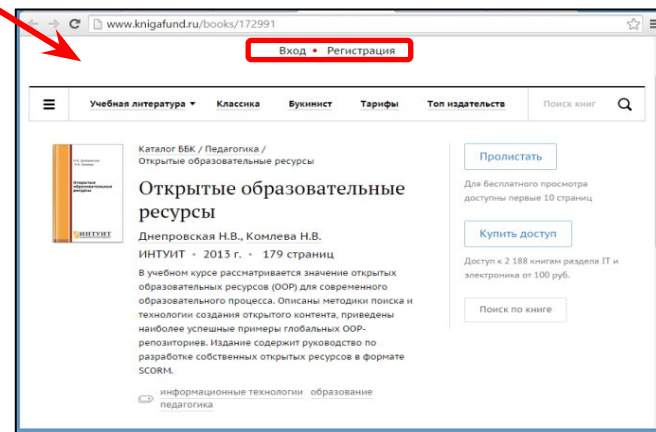 www.knigafund.ru/books/172991
Вход • Регистрация
Учебная литература ▾ Классика Букинист Тарифы Топ издательств Поиск книг
Каталог ББК / Педагогика /
Открытые образовательные ресурсы
Открытые образовательные
ресурсы
Днепровская Н.В., Комлева Н.В.
ИНТУИТ • 2013 г. • 179 страниц
В учебном курсе рассматривается значение открытых
образовательных ресурсов (ООР) для современного
образовательного процесса. Описаны методики поиска и
технологии создания открытого контента, приведены
наиболее успешные примеры глобальных ООР-
репозиториев. Издание содержит руководство по
разработке собственных открытых ресурсов в формате
SCORM.
информационные технологии образование
педагогика
Открытые
образовательные
ресурсы
ИНТУИТ
Пролистать
Для бесплатного просмотра
доступны первые 10 страниц
Купить доступ
Доступ к 2 188 книгам раздела IT и
электроника от 100 руб.
Поиск по книге